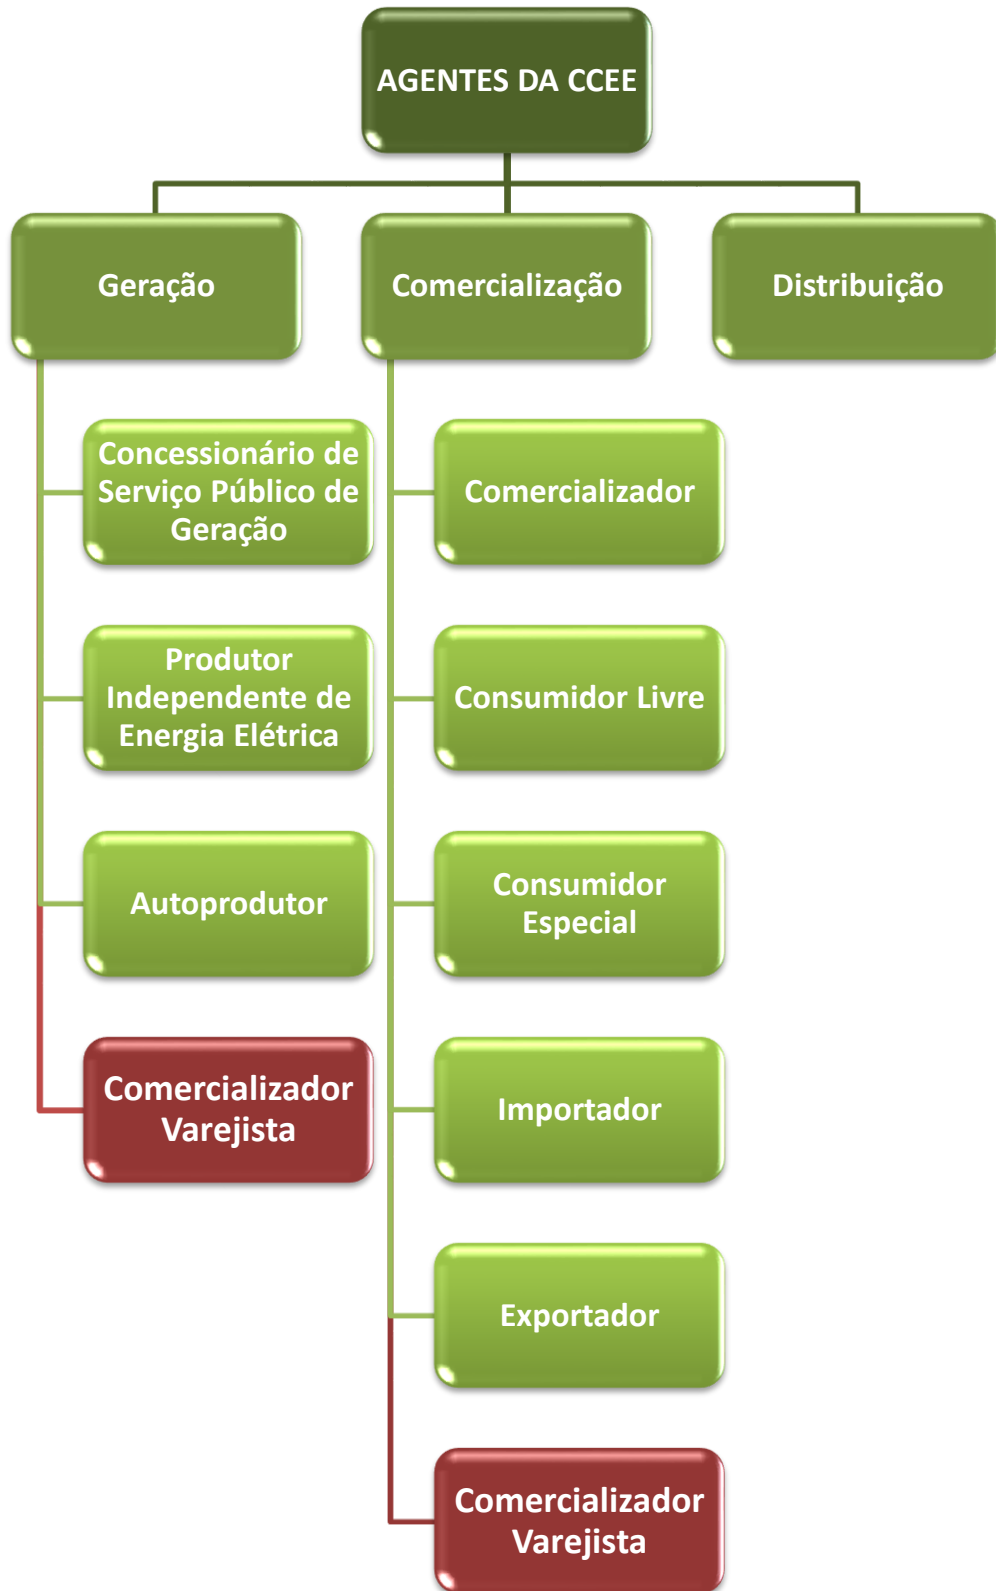 AGENTES DA CCEE
Geração
Comercialização
Distribuição
Concessionário de
Serviço Público de
Geração
Produtor
Independente de
Energia Elétrica
Autoprodutor
Comercializador
Varejista
Comercializador
Consumidor Livre
Consumidor
Especial
Importador
Exportador
Comercializador
Varejista